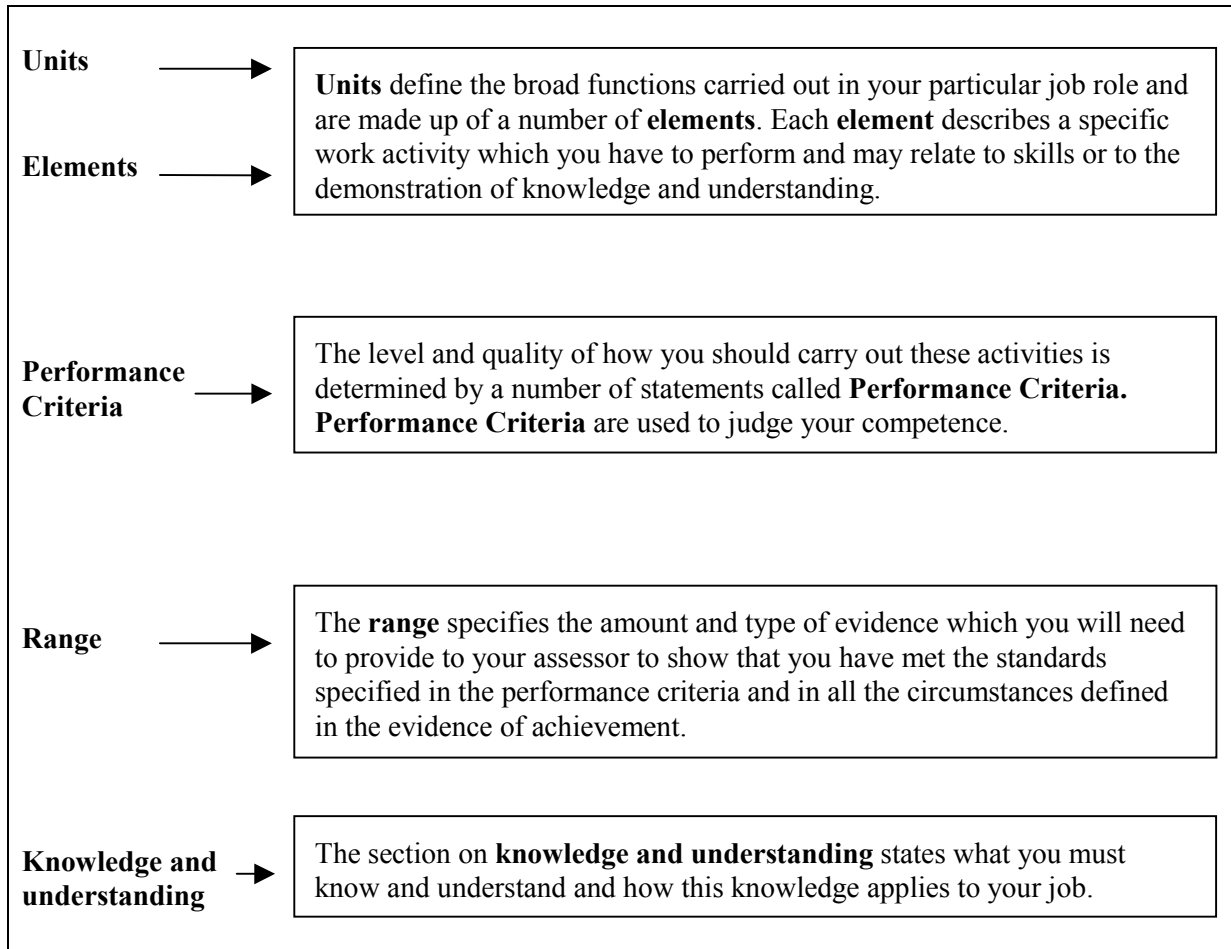 Units
Units define the broad functions carried out in your particular job role and
are made up of a number of elements. Each element describes a specific
work activity which you have to perform and may relate to skills or to the
demonstration of knowledge and understanding.
Elements
Performance
Criteria
The level and quality of how you should carry out these activities is
determined by a number of statements called Performance Criteria.
Performance Criteria are used to judge your competence.
Range
The range specifies the amount and type of evidence which you will need
to provide to your assessor to show that you have met the standards
specified in the performance criteria and in all the circumstances defined
in the evidence of achievement.
Knowledge and
understanding
The section on knowledge and understanding states what you must
know and understand and how this knowledge applies to your job.